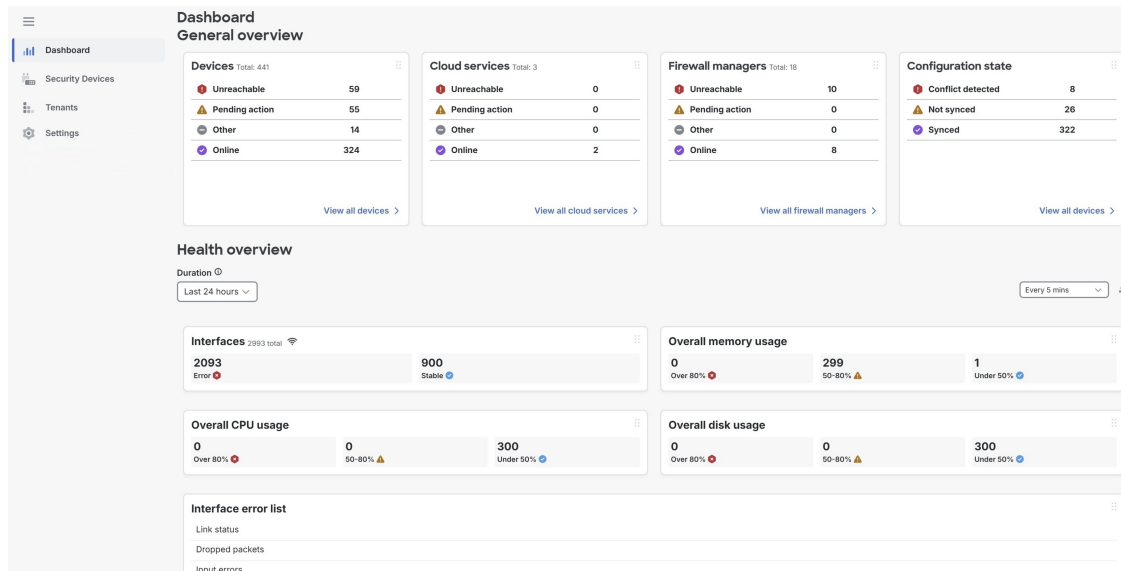 Dashboard
General overview
Dashboard
Security Devices
Tenants
Settings
Devices Total: 441
Unreachable 59
Pending action 55
Other 14
Online 324
View all devices
Cloud services Total: 3
Unreachable 0
Pending action 0
Other 0
Online 2
View all cloud services
Firewall managers Total: 18
Unreachable 10
Pending action 0
Other 0
Online 8
View all firewall managers
Configuration state
Conflict detected 8
Not synced 26
Synced 322
View all devices
Health overview
Duration
Last 24 hours
Every 5 mins
Interfaces 2993 total
2093 900
Error Stable
Overall memory usage
0 299 1
Over 80% 50-80% Under 50%
Overall CPU usage
0 0 300
Over 80% 50-80% Under 50%
Overall disk usage
0 0 300
Over 80% 50-80% Under 50%
Interface error list
Link status
Dropped packets
Input errors